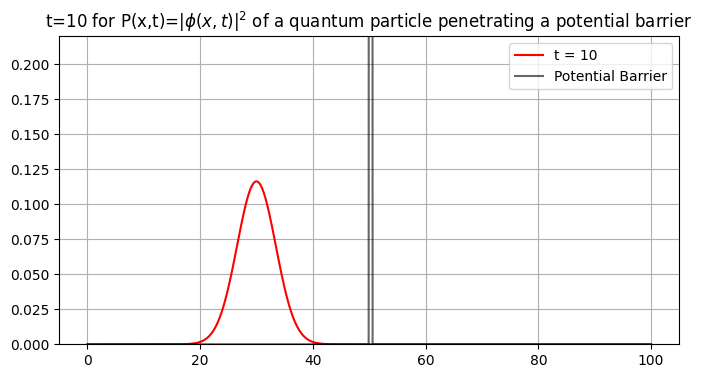 t=10 for P(x,t)=|ϕ(x, t)|² of a quantum particle penetrating a potential barrier
t = 10
Potential Barrier
0.200
0.175
0.150
0.125
0.100
0.075
0.050
0.025
0.000
0 20 40 60 80 100